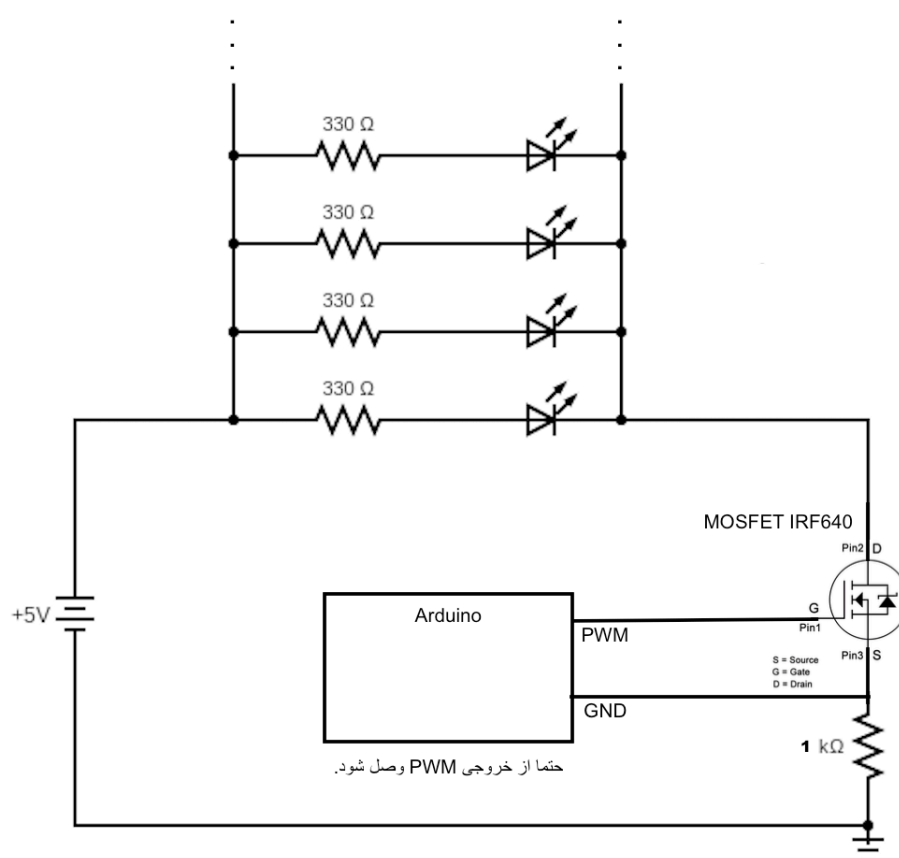 330 Ω
330 Ω
330 Ω
330 Ω
MOSFET IRF640
Pin2 D
+5V
Arduino
G
PWM
Pin1
Pin3 S
S = Source
G = Gate
D = Drain
GND
1 kΩ
حتما از خروجی PWM وصل شود.